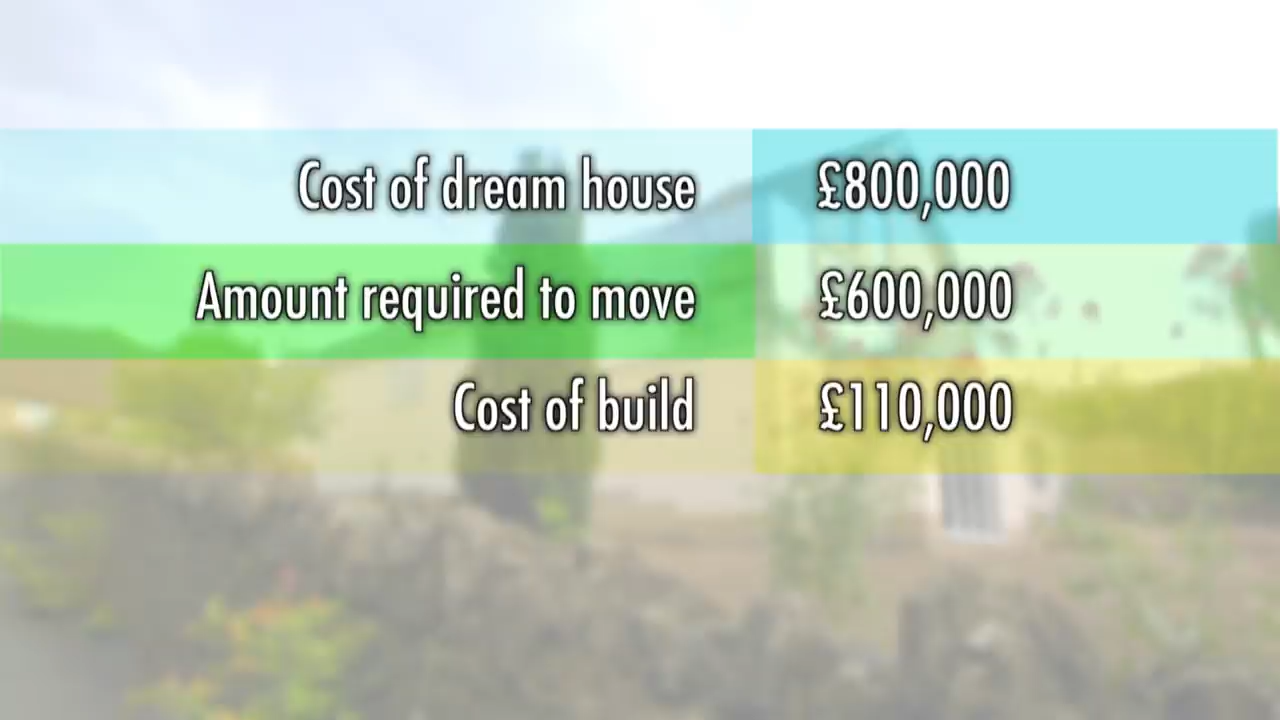 Cost of dream house £800,000
Amount required to move £600,000
Cost of build £110,000